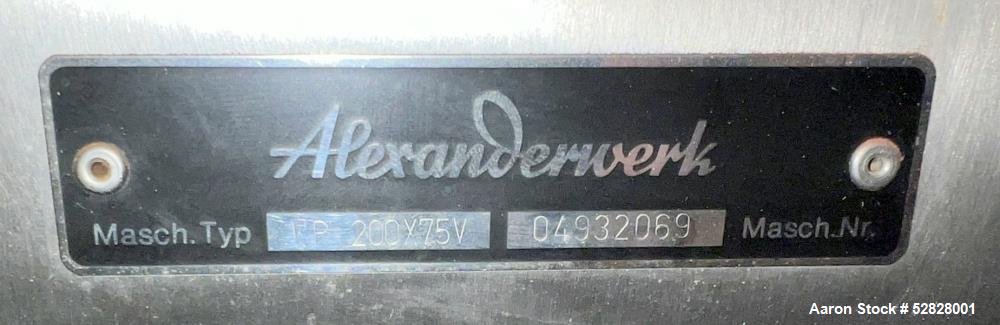 Alexanderwerk
Masch.Typ 200X75V 04932069 Masch.Nr.
Aaron Stock # 52828001